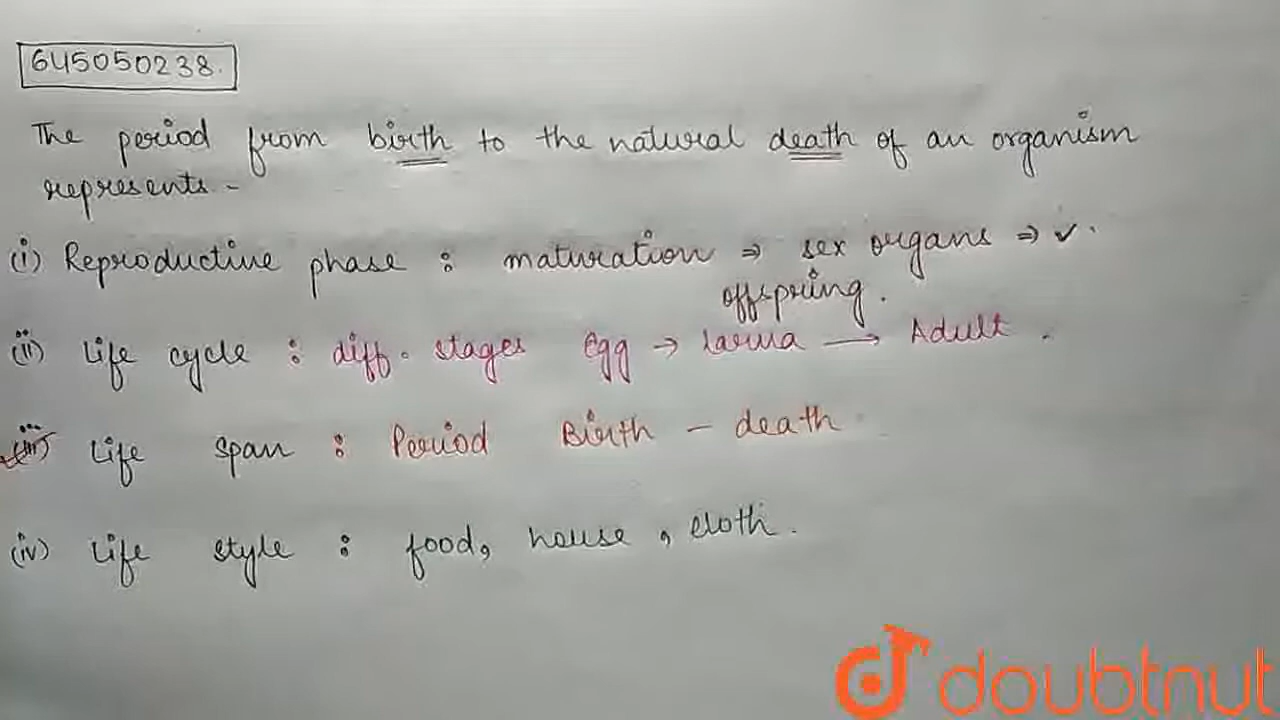 645050238.
The period from birth to the natural death of an organism
represents -
(i) Reproductive phase : maturation ⇒ sex organs ⇒ ✓.
offspring.
(ii) Life cycle : diff. stages Egg → larva → Adult.
(iii) Life span : Period Birth - death
(iv) Life style : food, house, cloth.
doubtnut